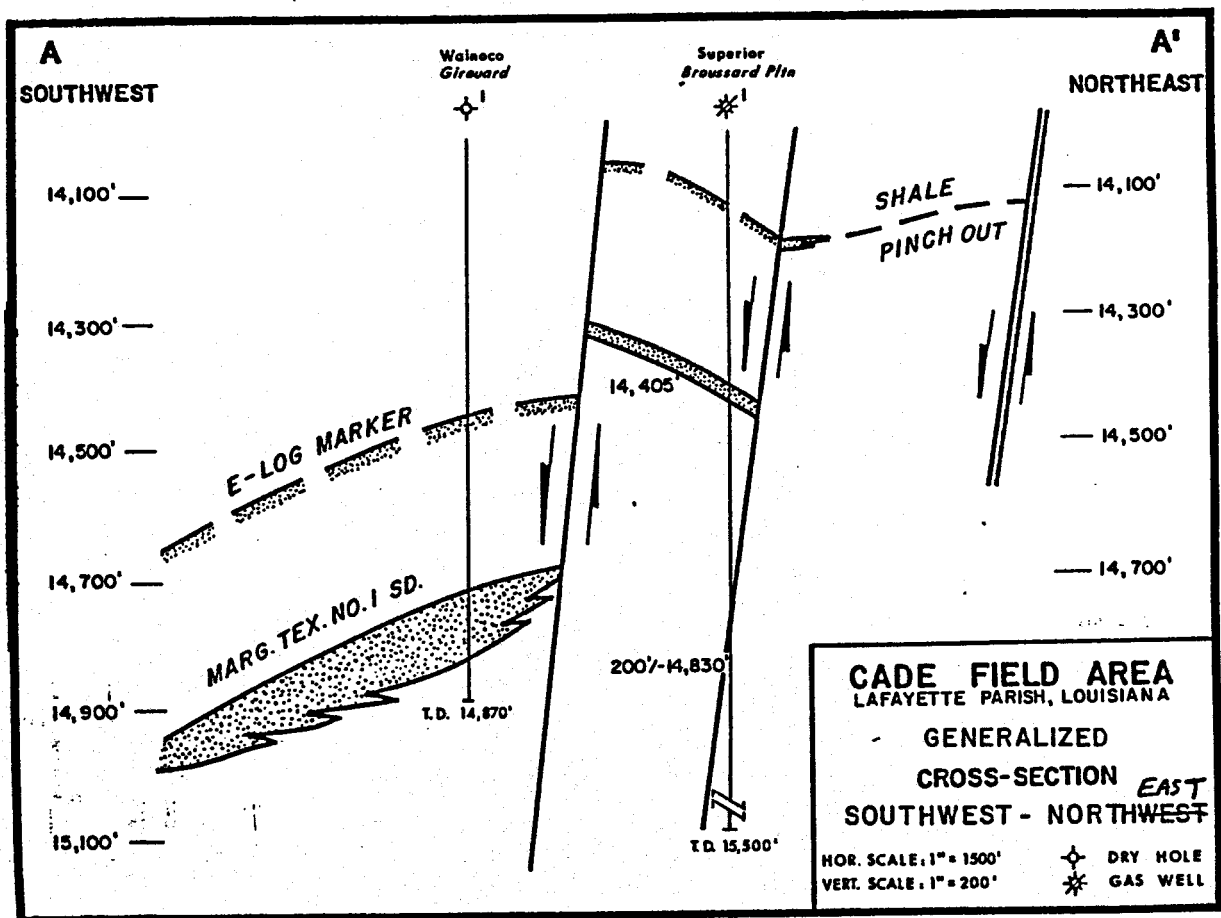 A
SOUTHWEST
Waineco
Girouard
1
Superior
Broussard Pltn
1
A'
NORTHEAST
14,100'
14,300'
14,500'
14,700'
14,900'
15,100'
14,100'
14,300'
14,500'
14,700'
SHALE
PINCH OUT
14,405'
E-LOG MARKER
MARG. TEX. NO. 1 SD.
T.D. 14,870'
200'/-14,830'
T.D. 15,500'
CADE FIELD AREA
LAFAYETTE PARISH, LOUISIANA
GENERALIZED
CROSS-SECTION
EAST
SOUTHWEST - NORTHWEST
HOR. SCALE: 1" = 1500'
VERT. SCALE: 1" = 200'
DRY HOLE
GAS WELL